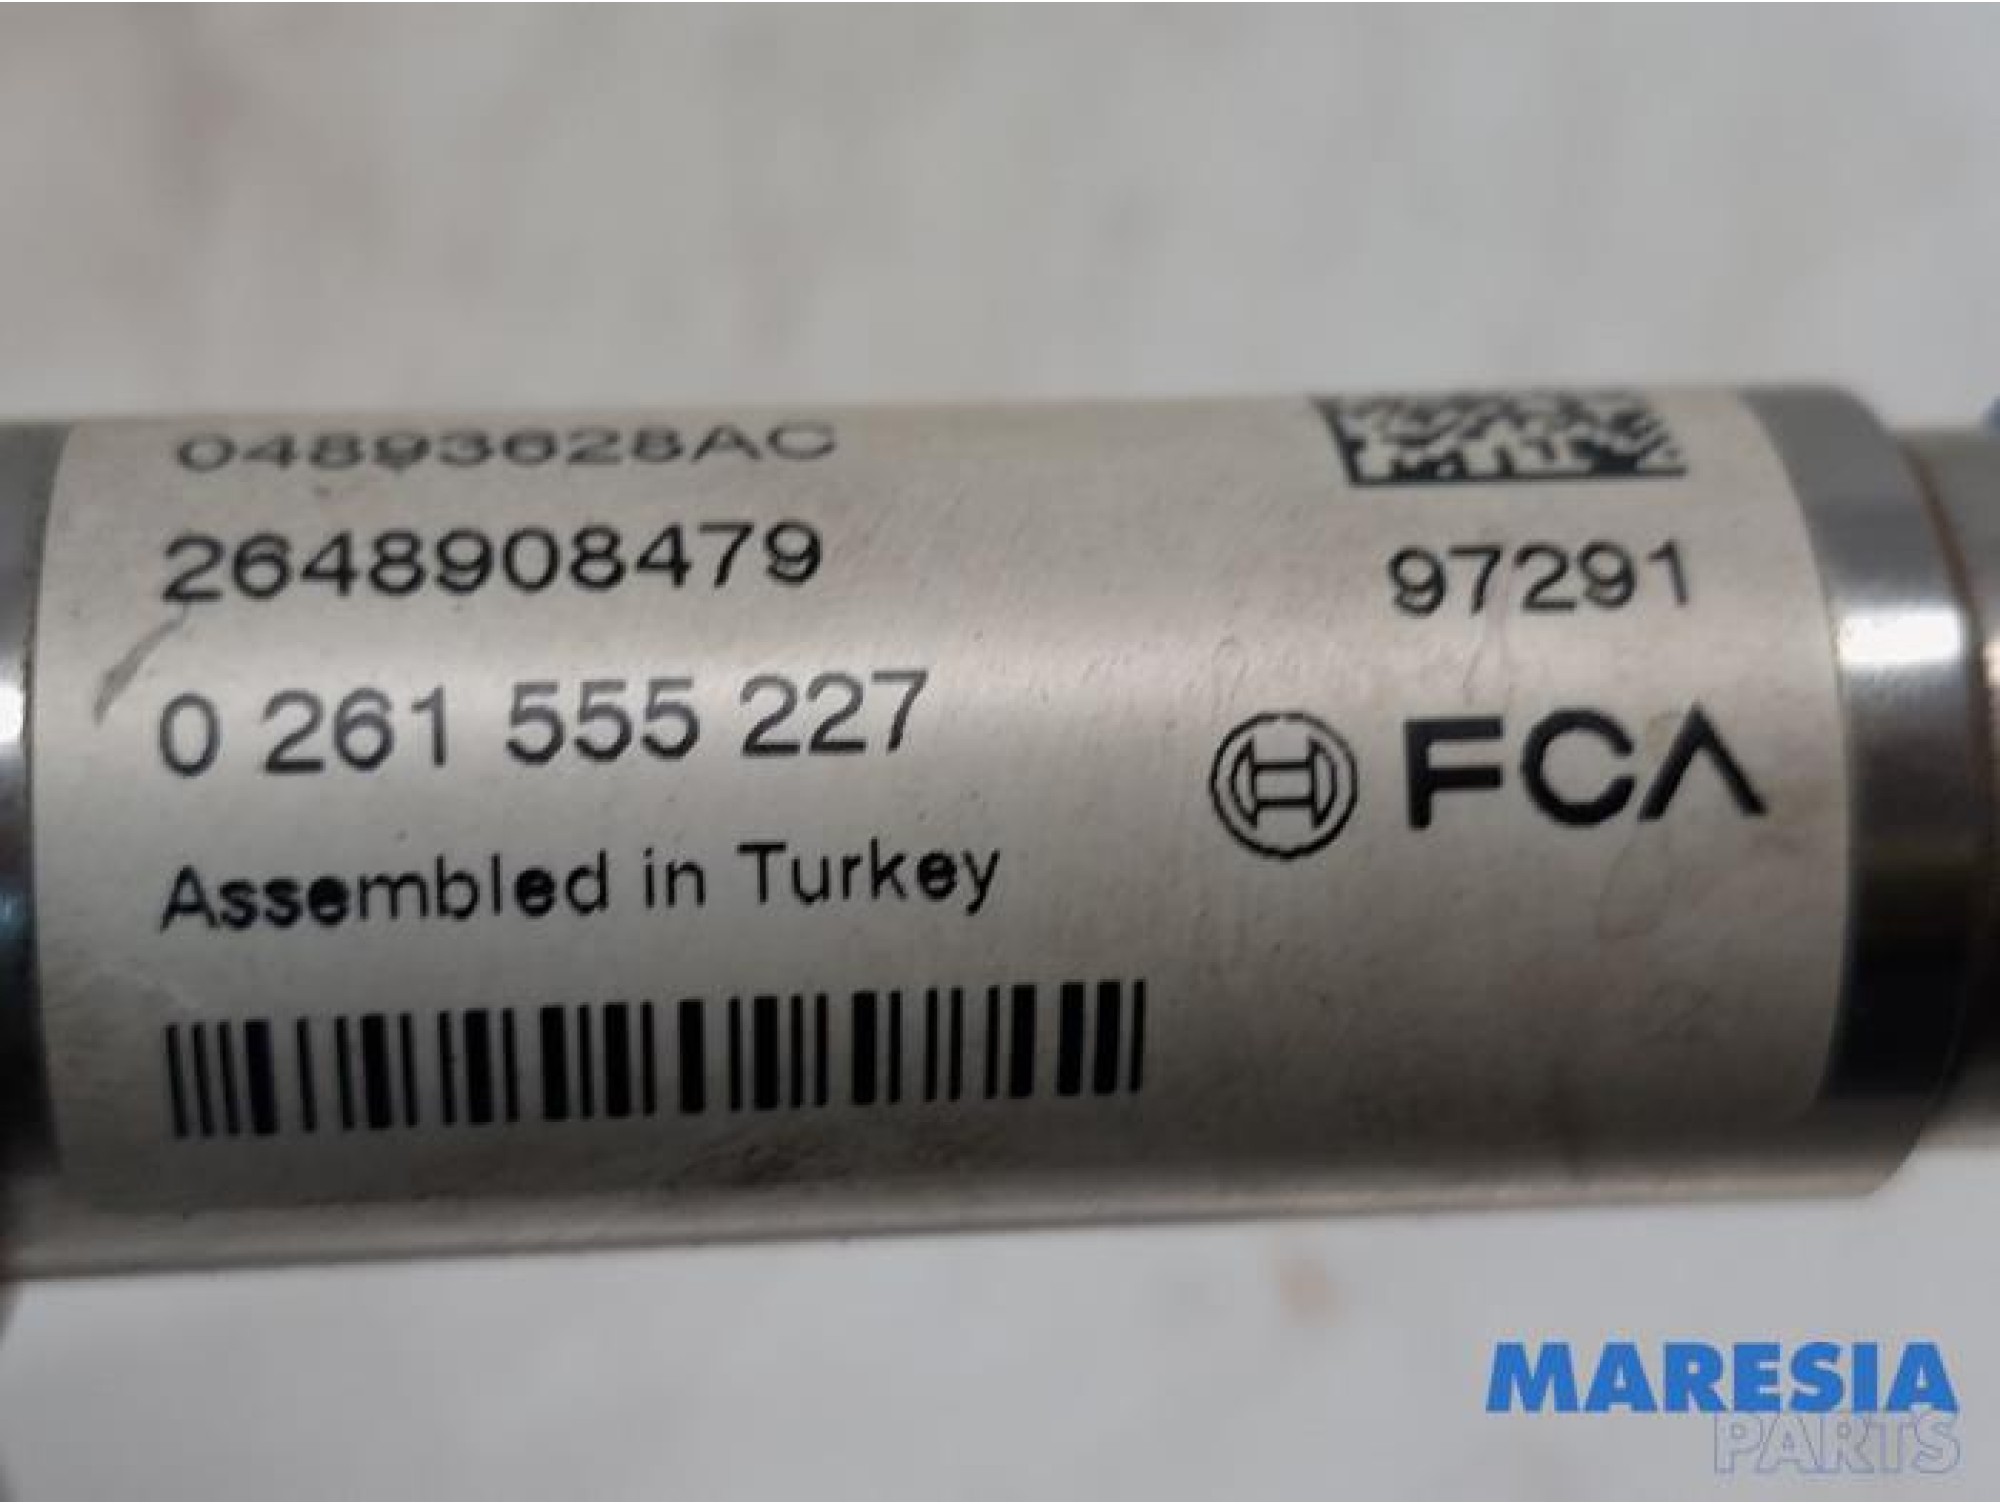 04893628AC
2648908479
97291
0 261 555 227
FCA
Assembled in Turkey
MARESIA
PARTS